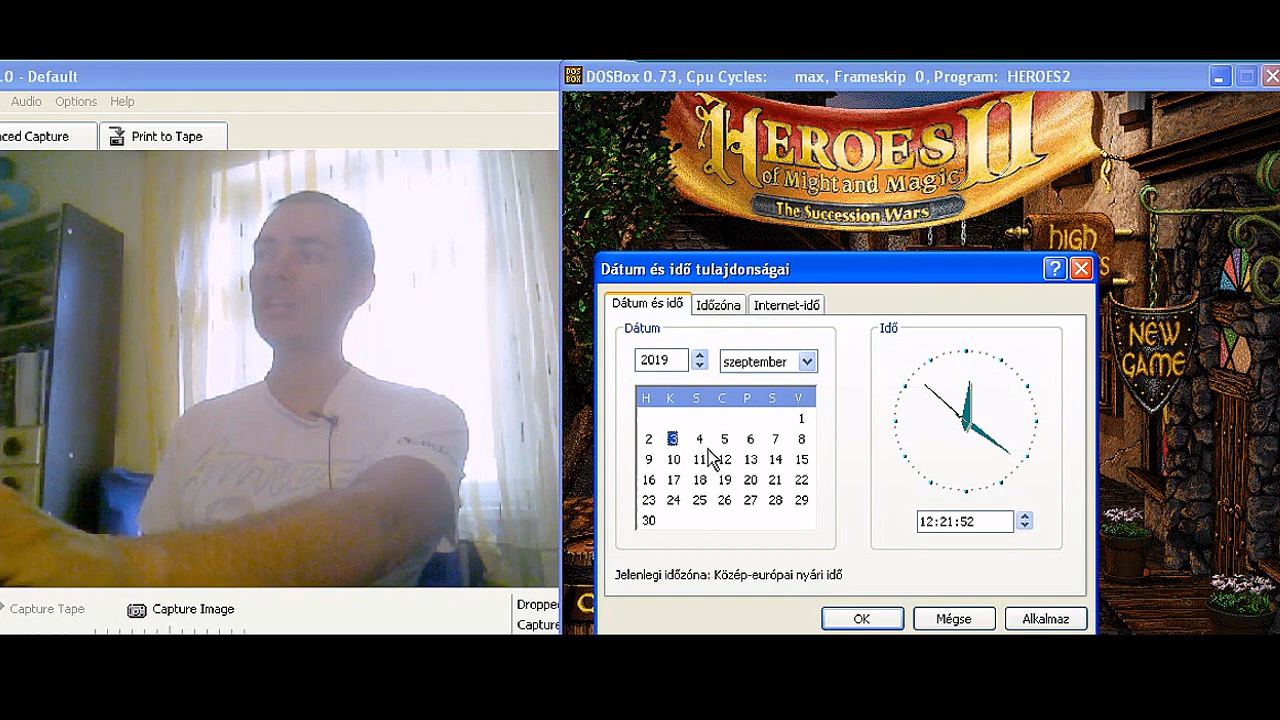 .0 - Default
Audio Options Help
ced Capture
Print to Tape
Capture Tape
Capture Image
Dropped
Capture
DOS BOX
DOSBox 0.73, Cpu Cycles: max, Frameskip 0, Program: HEROES2
HEROES II
of Might and Magic
The Succession Wars
HIGH
NEW
GAME
Dátum és idő tulajdonságai
Dátum és idő
Időzóna
Internet-idő
Dátum
2019
szeptember
H K S C P S V
1
2 3 4 5 6 7 8
9 10 11 12 13 14 15
16 17 18 19 20 21 22
23 24 25 26 27 28 29
30
Idő
12:21:52
Jelenlegi időzóna: Közép-európai nyári idő
OK
Mégse
Alkalmaz